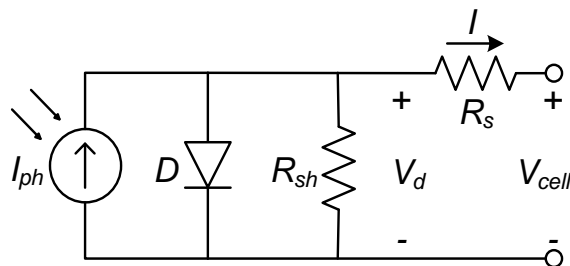 I
+ R_s +
I_ph D R_sh V_d V_cell
- -